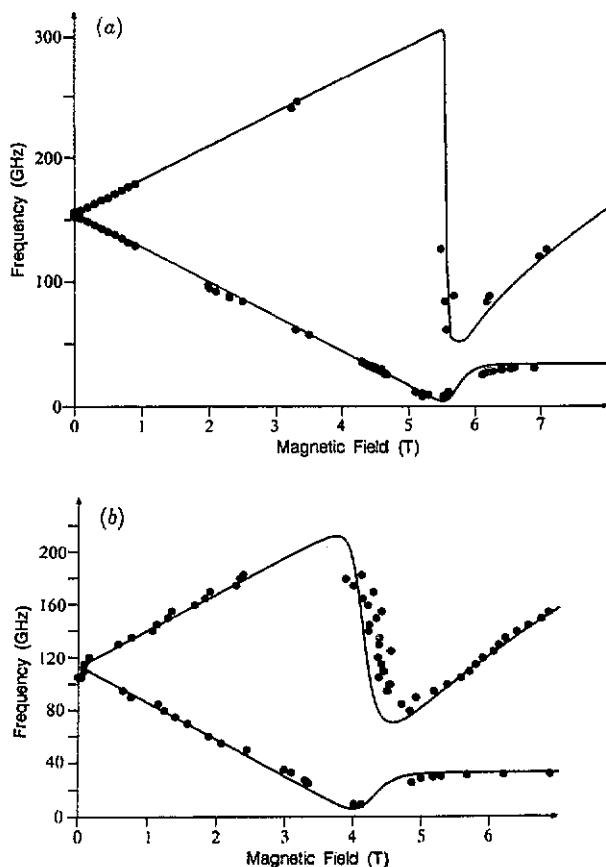 (a)
300
200
100
0
Frequency (GHz)
0 1 2 3 4 5 6 7
Magnetic Field (T)
(b)
200
160
120
80
40
0
Frequency (GHz)
0 1 2 3 4 5 6
Magnetic Field (T)